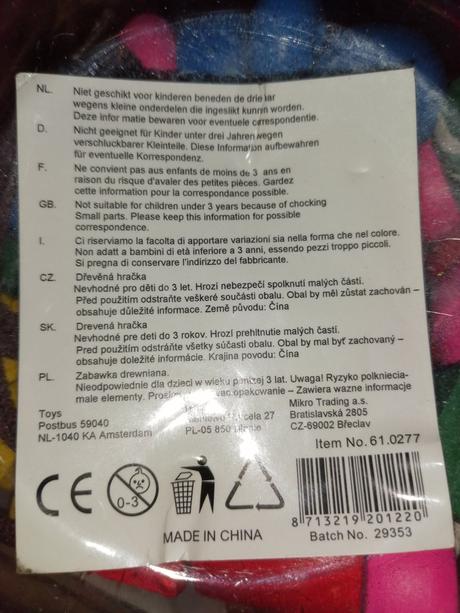 NL. Niet geschikt voor kinderen beneden de drie jaar
wegens kleine onderdelen die ingeslikt kunnen worden.
Deze informatie bewaren voor eventuele correspondentie.
D. Nicht geeignet für Kinder unter drei Jahren wegen
verschluckbarer Kleinteile. Diese Information aufbewahren
für eventuelle Korrespondenz.
F. Ne convient pas aus enfants de moins de 3 ans en
raison du risque d'avaler des petites pièces. Gardez
cette information pour la correspondance possible.
GB. Not suitable for children under 3 years because of chocking
Small parts. Please keep this information for possible
correspondence.
I. Ci riserviamo la facolta di apportare variazioni sia nella forma che nel colore.
Non adatt a bambini di età inferiore a 3 anni, essendo pezzi troppo piccoli.
Si pregna di conservare l'indirizzo del fabbricante.
CZ. Dřevěná hračka
Nevhodné pro děti do 3 let. Hrozí nebezpečí spolknutí malých částí.
Před použitím odstraňte veškeré součásti obalu. Obal by měl zůstat zachován –
obsahuje důležité informace. Země původu: Čína
SK. Drevená hračka
Nevhodné pre deti do 3 rokov. Hrozí prehltnutie malých častí.
Pred použitím odstráňte všetky súčasti obalu. Obal by mal byť zachovaný –
obsahuje doležité informácie. Krajina povodu: Čína
PL. Zabawka drewniana.
Nieodpowiednie dla dzieci w wieku poniżej 3 lat. Uwaga! Ryzyko polkniecia-
male elementy. opakowanie – Zawiera wazne informacje
Toys
Postbus 59040
NL-1040 KA Amsterdam
27
PL-05 850
Mikro Trading a.s.
Bratislavská 2805
CZ-69002 Břeclav
Item No. 61.0277
CE
0-3
MADE IN CHINA
8 713219 201220
Batch No. 29353